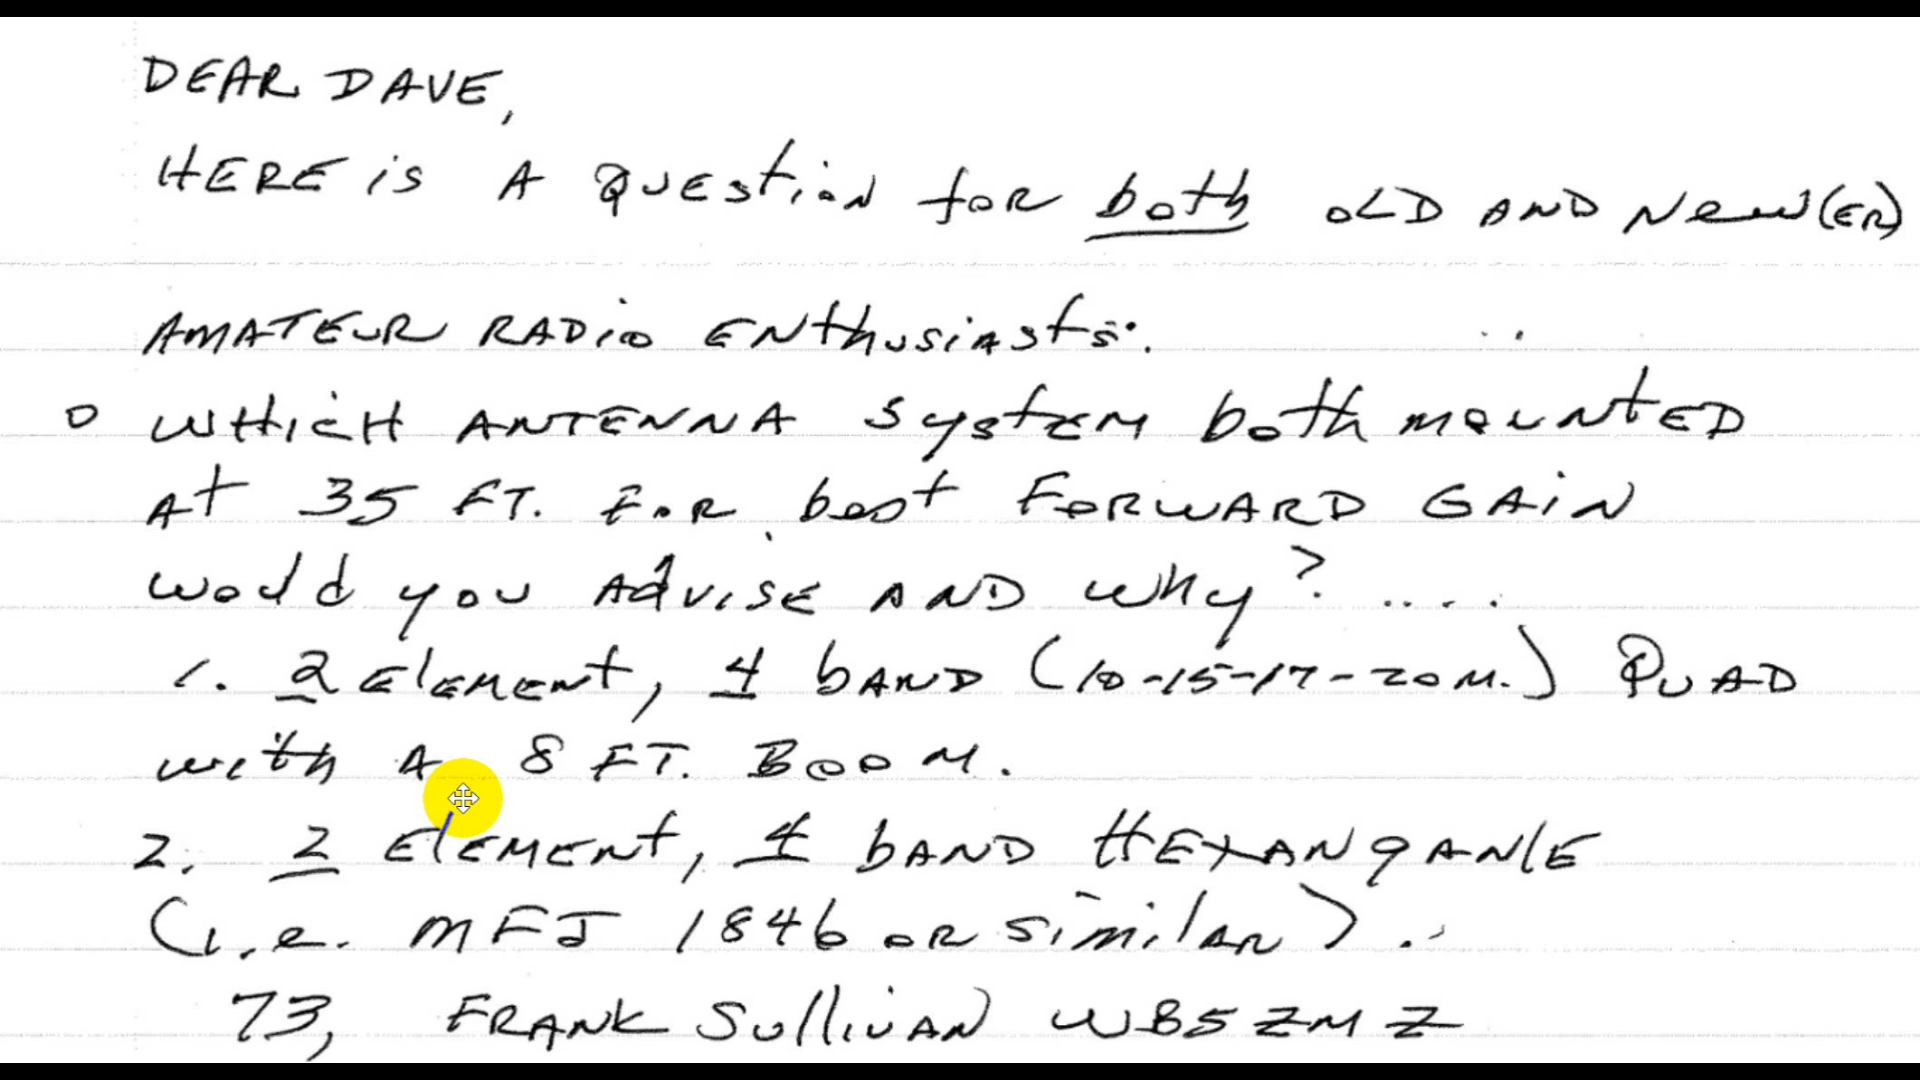 DEAR DAVE,
HERE is A QUEstion for both OLD AND New(ER)
AMATEUR RADio ENthusiAsts:
WHicH ANTENNA SystEM both mountED
At 35 FT. FoR best FoRWARD GAiN
would you AdViSE AND why? ....
1. 2 ElEMENt, 4 bAND (10-15-17-20M.) QUAD
with A 8 FT. BooM.
2. 2 ElEMENt, 4 bAND HEXANgANlE
(i.e. MFJ 1846 oR similAR).
73, FRANK SullivAN WB5ZMZ